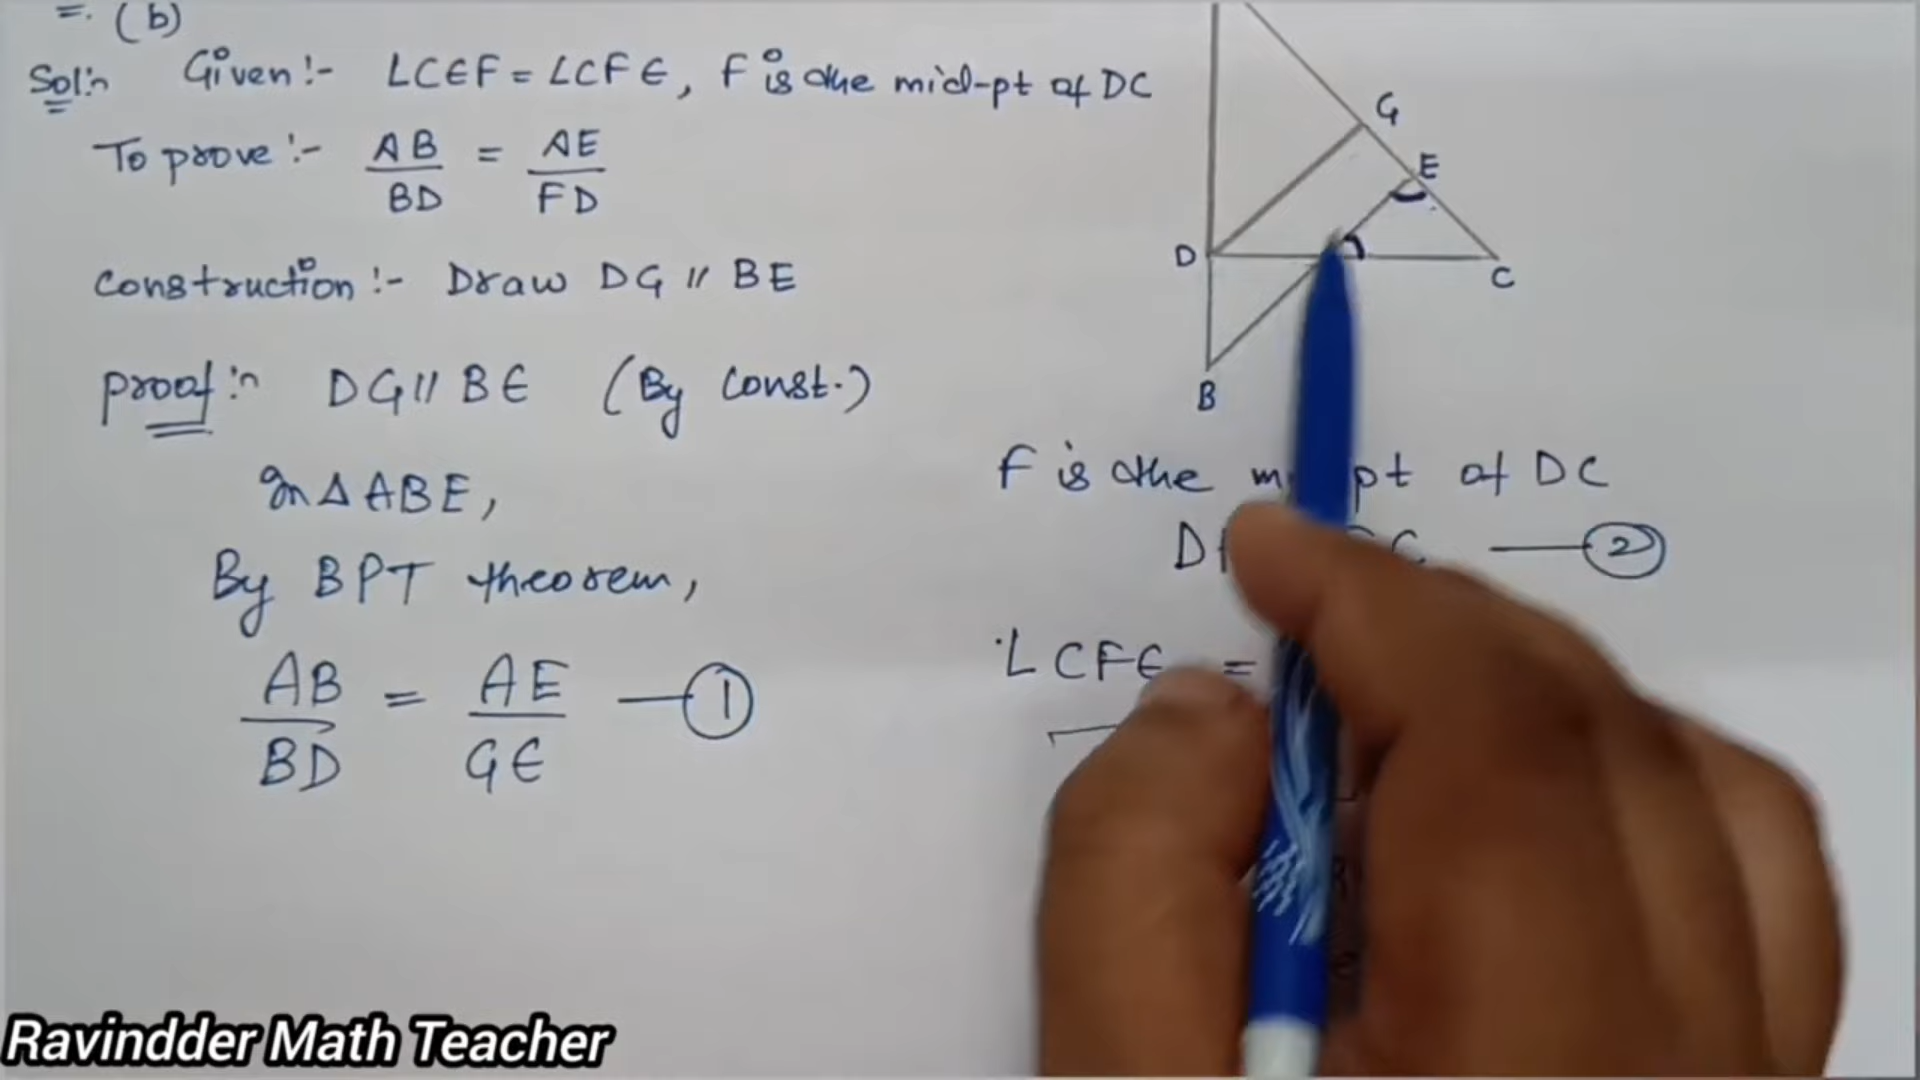 =. (b)
Sol:n Given :- ∠CEF = ∠CFE, F is the mid-pt of DC
To prove :- AB/BD = AE/FD
Construction :- Draw DG // BE
proof :n DG // BE (By const.)
In Δ ABE,
By BPT theorem,
AB/BD = AE/GE — ①
G
E
D
C
B
F is the pt of DC
— ②
∠CFE =
Ravindder Math Teacher